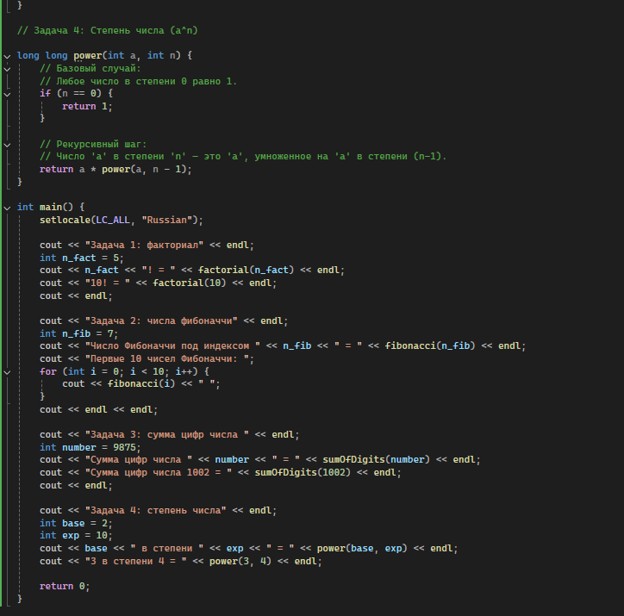 }
// Задача 4: Степень числа (a^n)
long long power(int a, int n) {
// Базовый случай:
// Любое число в степени 0 равно 1.
if (n == 0) {
return 1;
}
// Рекурсивный шаг:
// Число 'a' в степени 'n' — это 'a', умноженное на 'a' в степени (n-1).
return a * power(a, n - 1);
}
int main() {
setlocale(LC_ALL, "Russian");
cout << "Задача 1: факториал" << endl;
int n_fact = 5;
cout << n_fact << "! = " << factorial(n_fact) << endl;
cout << "10! = " << factorial(10) << endl;
cout << endl;
cout << "Задача 2: числа фибоначчи" << endl;
int n_fib = 7;
cout << "Число Фибоначчи под индексом " << n_fib << " = " << fibonacci(n_fib) << endl;
cout << "Первые 10 чисел Фибоначчи: ";
for (int i = 0; i < 10; i++) {
cout << fibonacci(i) << " ";
}
cout << endl << endl;
cout << "Задача 3: сумма цифр числа " << endl;
int number = 9875;
cout << "Сумма цифр числа " << number << " = " << sumOfDigits(number) << endl;
cout << "Сумма цифр числа 1002 = " << sumOfDigits(1002) << endl;
cout << endl;
cout << "Задача 4: степень числа" << endl;
int base = 2;
int exp = 10;
cout << base << " в степени " << exp << " = " << power(base, exp) << endl;
cout << "3 в степени 4 = " << power(3, 4) << endl;
return 0;
}